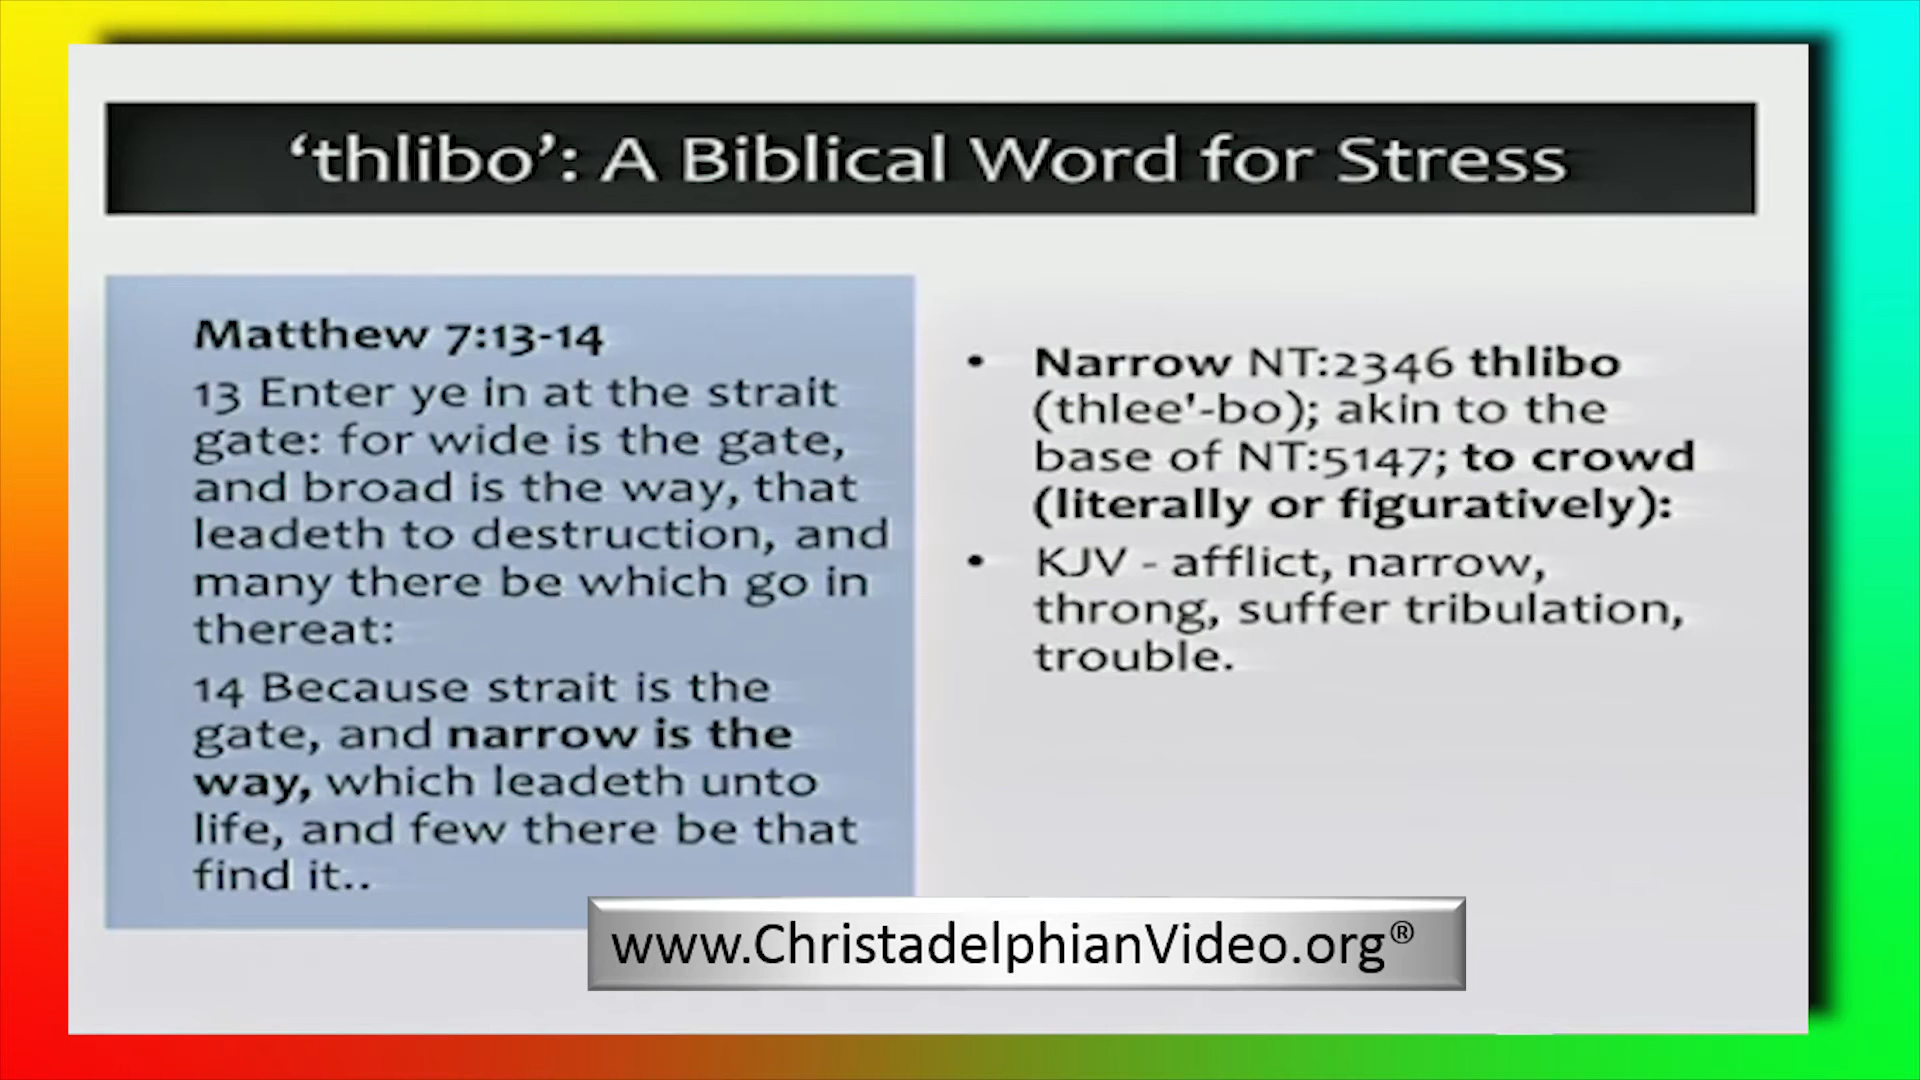 ‘thlibo’: A Biblical Word for Stress
Matthew 7:13-14
13 Enter ye in at the strait
gate: for wide is the gate,
and broad is the way, that
leadeth to destruction, and
many there be which go in
thereat:
14 Because strait is the
gate, and narrow is the
way, which leadeth unto
life, and few there be that
find it..
• Narrow NT:2346 thlibo
(thlee'-bo); akin to the
base of NT:5147; to crowd
(literally or figuratively):
• KJV - afflict, narrow,
throng, suffer tribulation,
trouble.
www.ChristadelphianVideo.org®